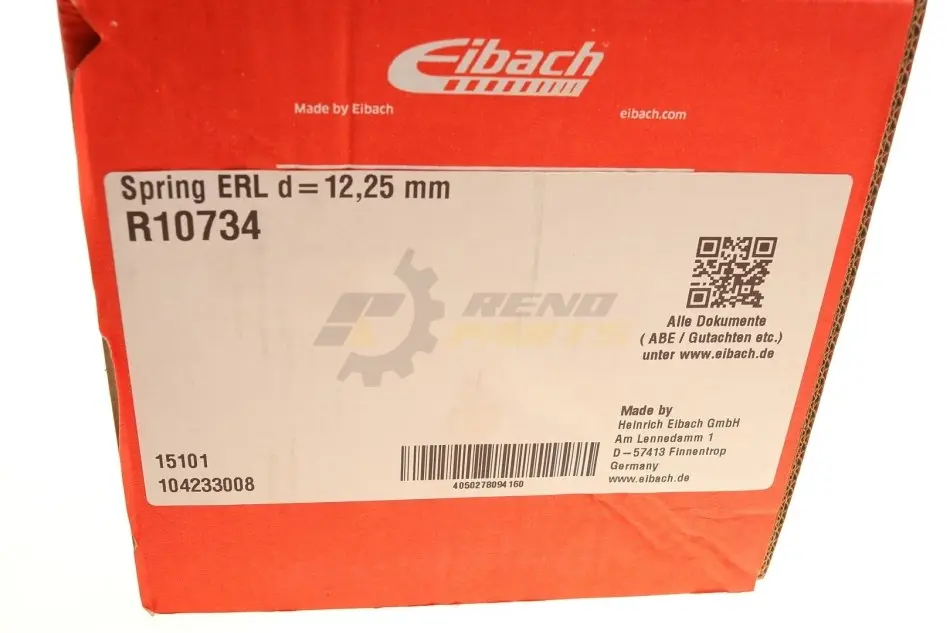 Eibach
Made by Eibach
eibach.com
Spring ERL d=12,25 mm
R10734
RENO
PARTS
Alle Dokumente
( ABE / Gutachten etc.)
unter www.eibach.de
Made by
Heinrich Eibach GmbH
Am Lennedamm 1
D–57413 Finnentrop
Germany
www.eibach.de
15101
104233008
4050278094160